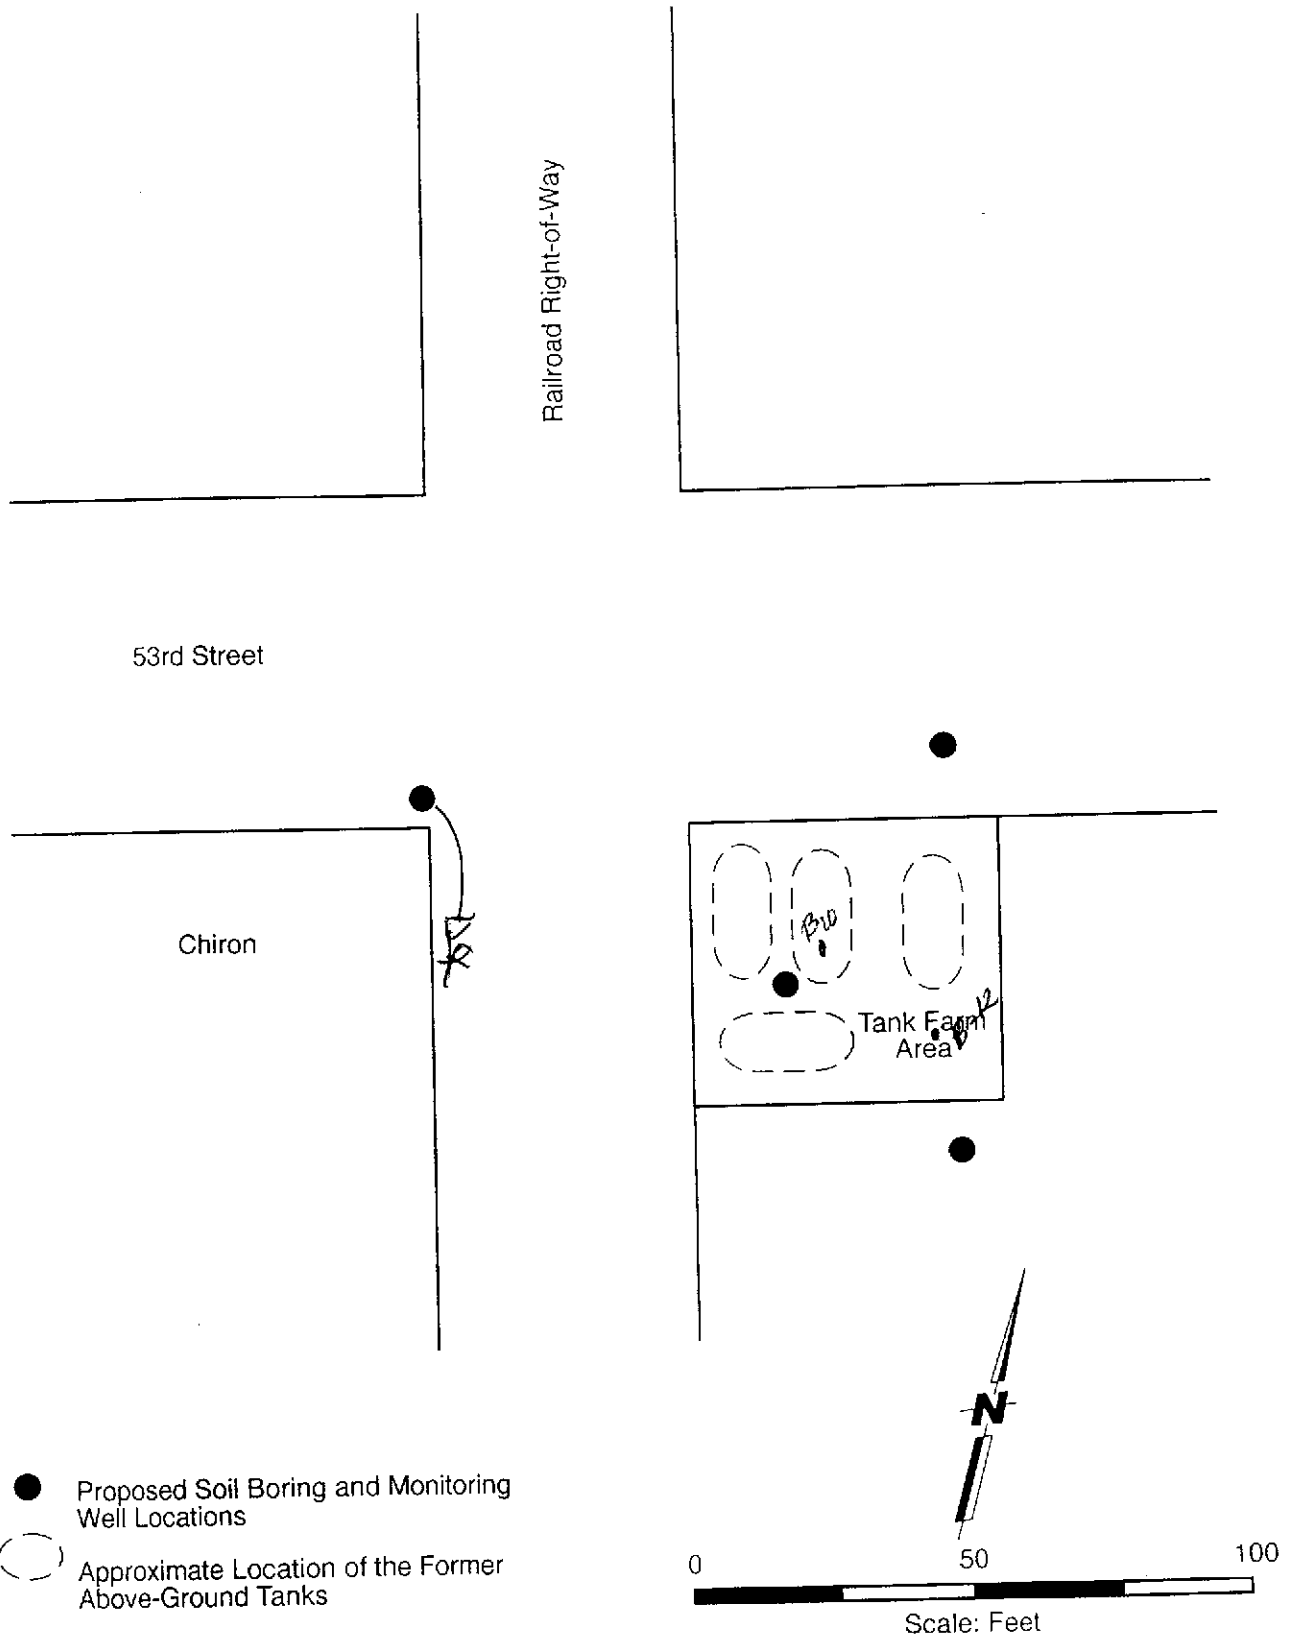 Railroad Right-of-Way
53rd Street
Chiron
B10
B-12
Tank Farm
Area
N
Proposed Soil Boring and Monitoring
Well Locations
Approximate Location of the Former
Above-Ground Tanks
0 50 100
Scale: Feet